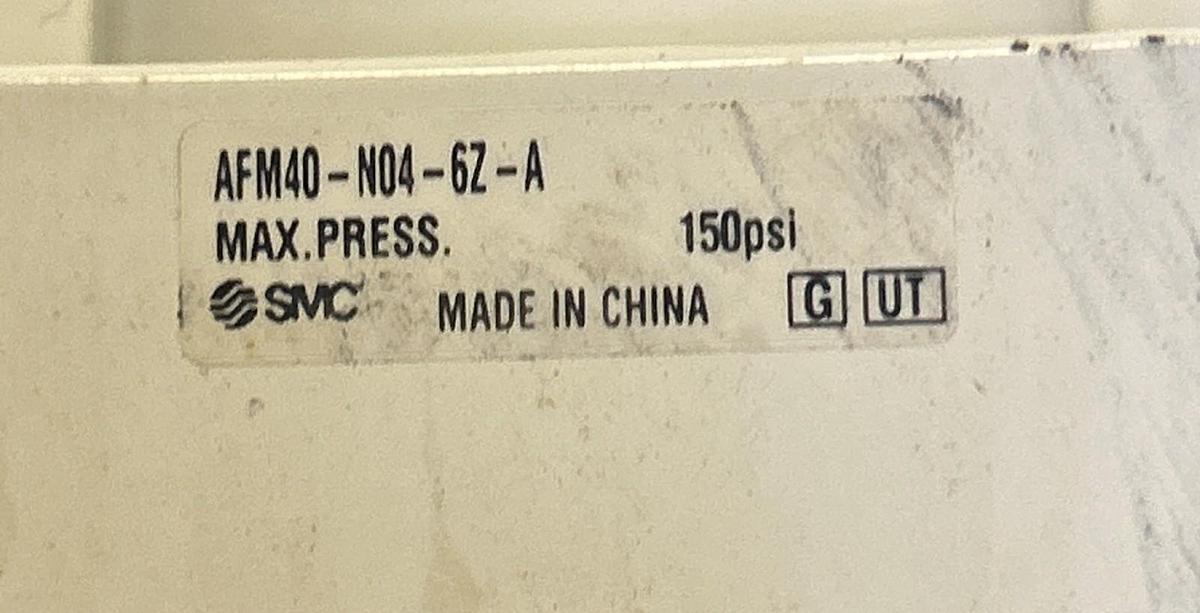 AFM40-N04-6Z-A
MAX.PRESS. 150psi
SMC MADE IN CHINA G UT